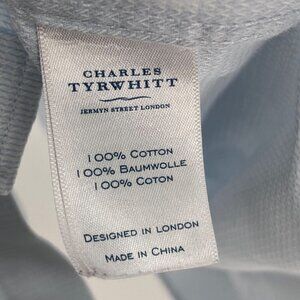 CHARLES
TYRWHITT
JERMYN STREET LONDON
100% COTTON
100% BAUMWOLLE
100% COTON
DESIGNED IN LONDON
MADE IN CHINA